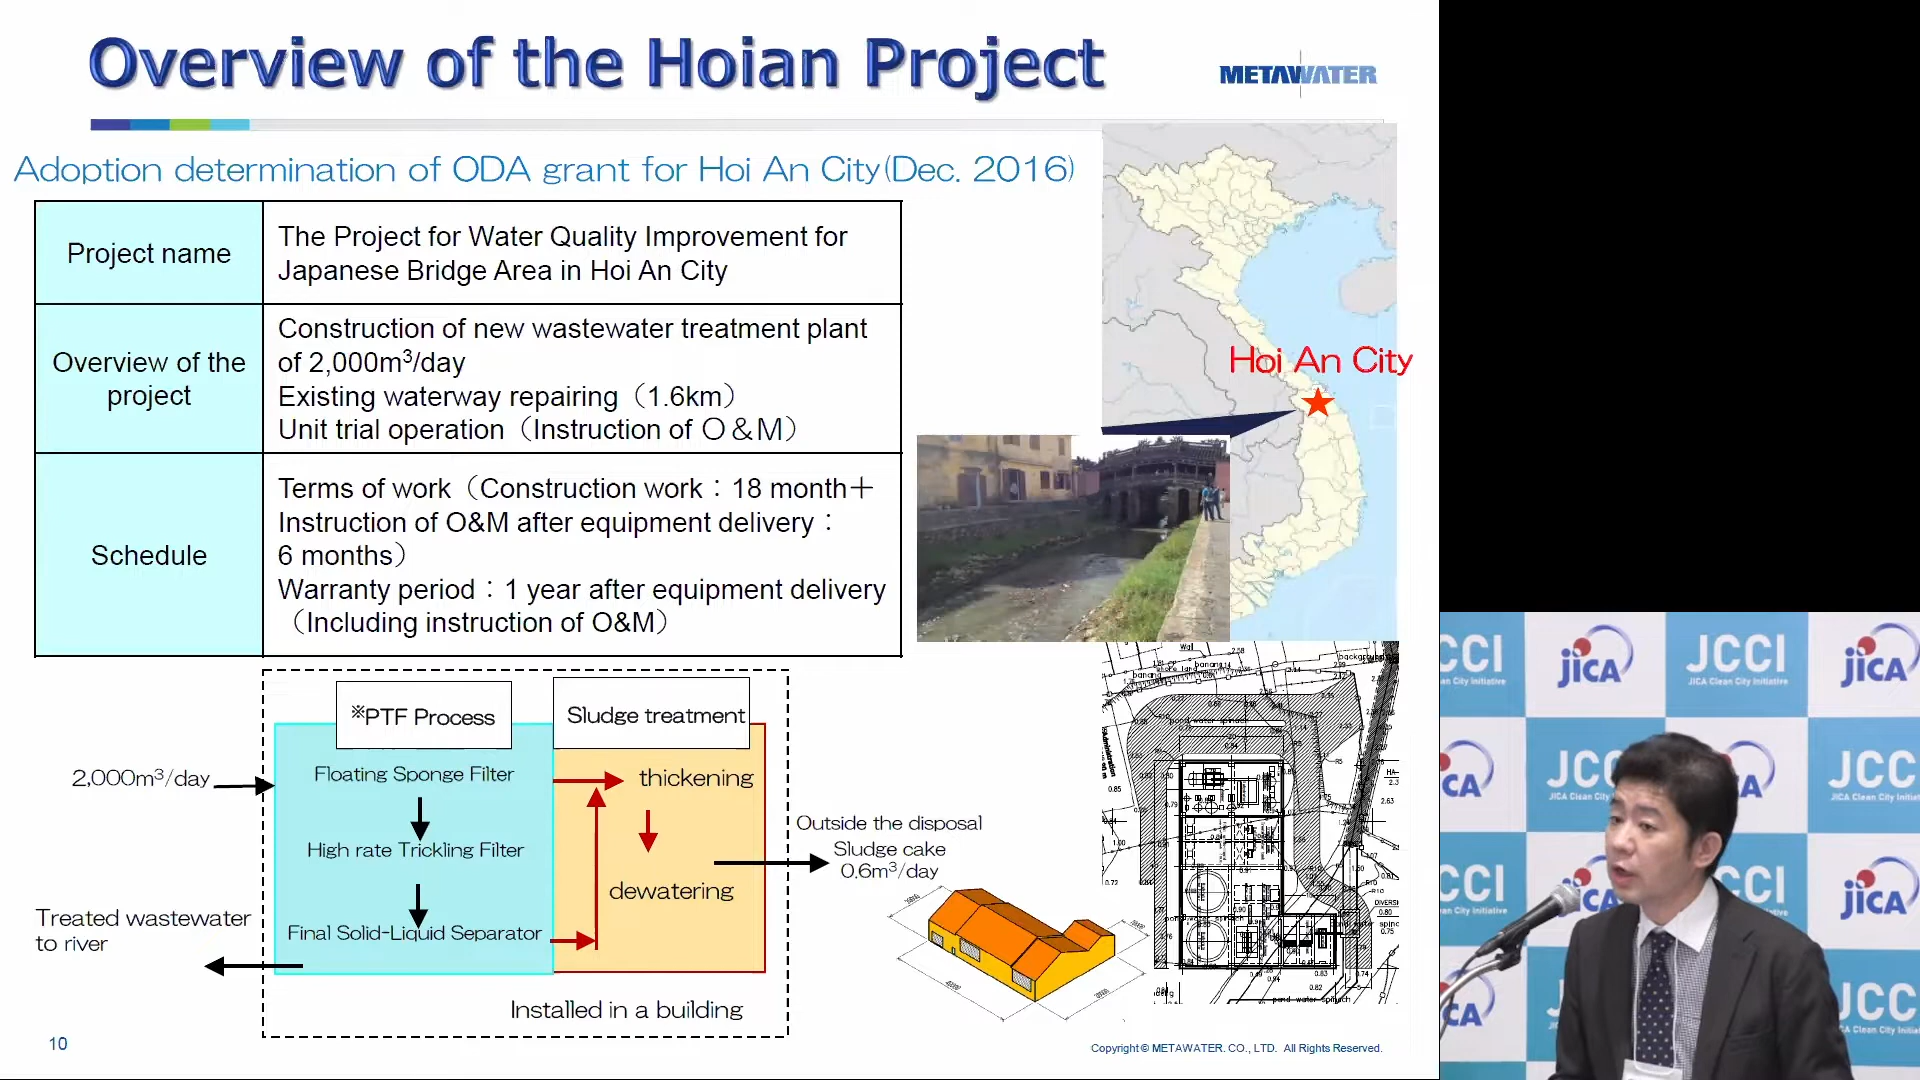 Overview of the Hoian Project
METAWATER
Adoption determination of ODA grant for Hoi An City(Dec. 2016)
Project name
The Project for Water Quality Improvement for
Japanese Bridge Area in Hoi An City
Overview of the
project
Construction of new wastewater treatment plant
of 2,000m³/day
Existing waterway repairing（1.6km）
Unit trial operation（Instruction of O＆M）
Schedule
Terms of work（Construction work：18 month＋
Instruction of O&M after equipment delivery：
6 months）
Warranty period：1 year after equipment delivery
（Including instruction of O&M）
Hoi An City
※PTF Process
Sludge treatment
2,000m³/day
Floating Sponge Filter
High rate Trickling Filter
Final Solid-Liquid Separator
thickening
dewatering
Outside the disposal
Sludge cake
0.6m³/day
Treated wastewater
to river
Installed in a building
10
Copyright © METAWATER. CO., LTD. All Rights Reserved.
JCCI
JICA Clean City Initiative
jICA